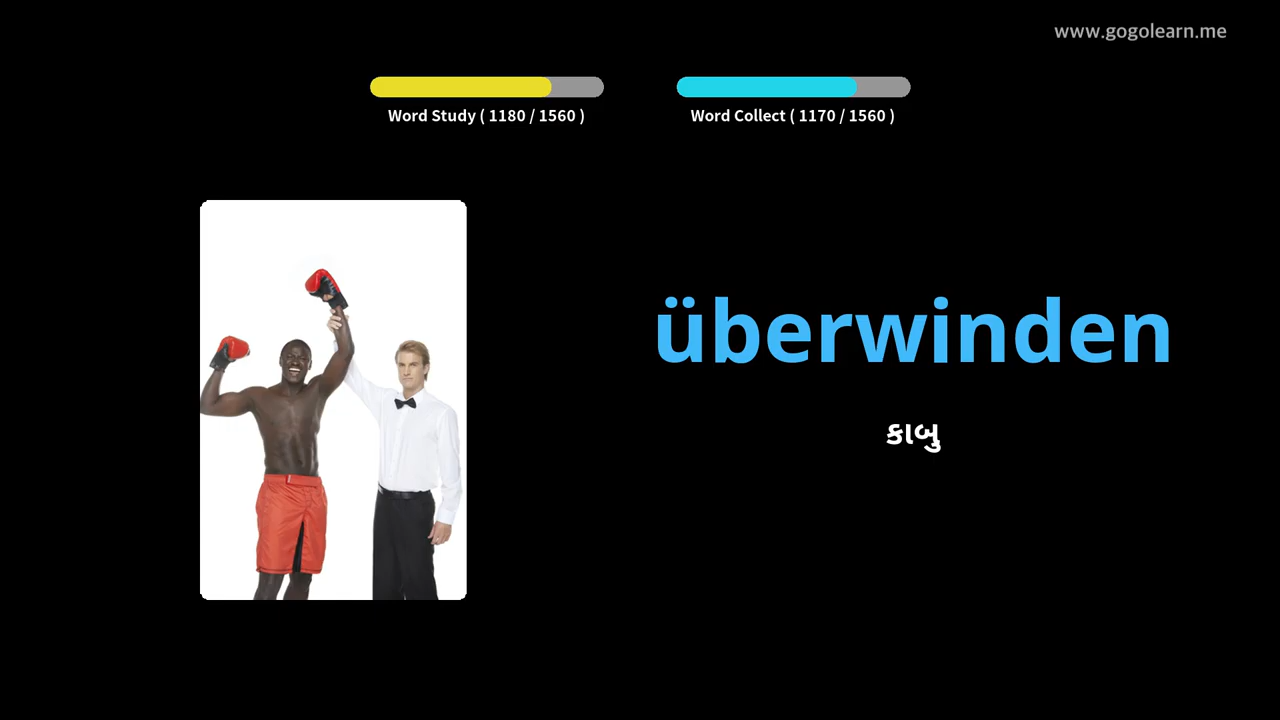 www.gogolearn.me
Word Study ( 1180 / 1560 )
Word Collect ( 1170 / 1560 )
überwinden
કાબુ